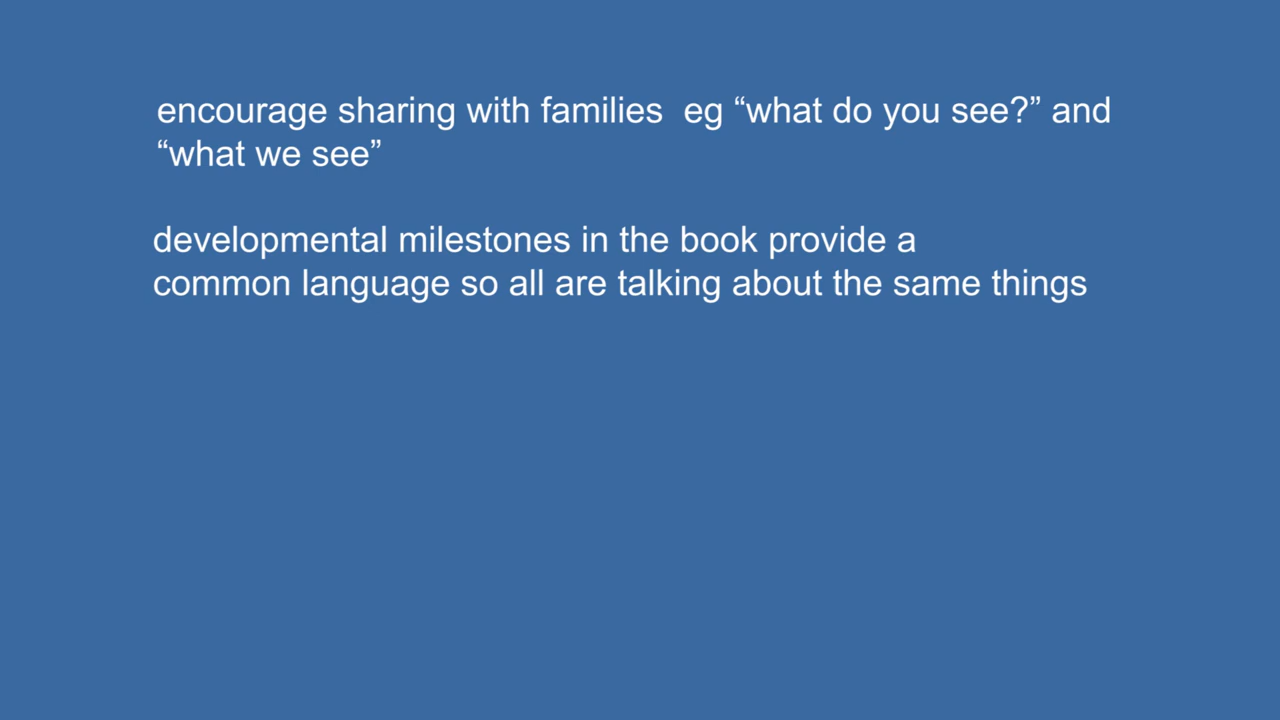 encourage sharing with families  eg “what do you see?” and
“what we see”
developmental milestones in the book provide a
common language so all are talking about the same things